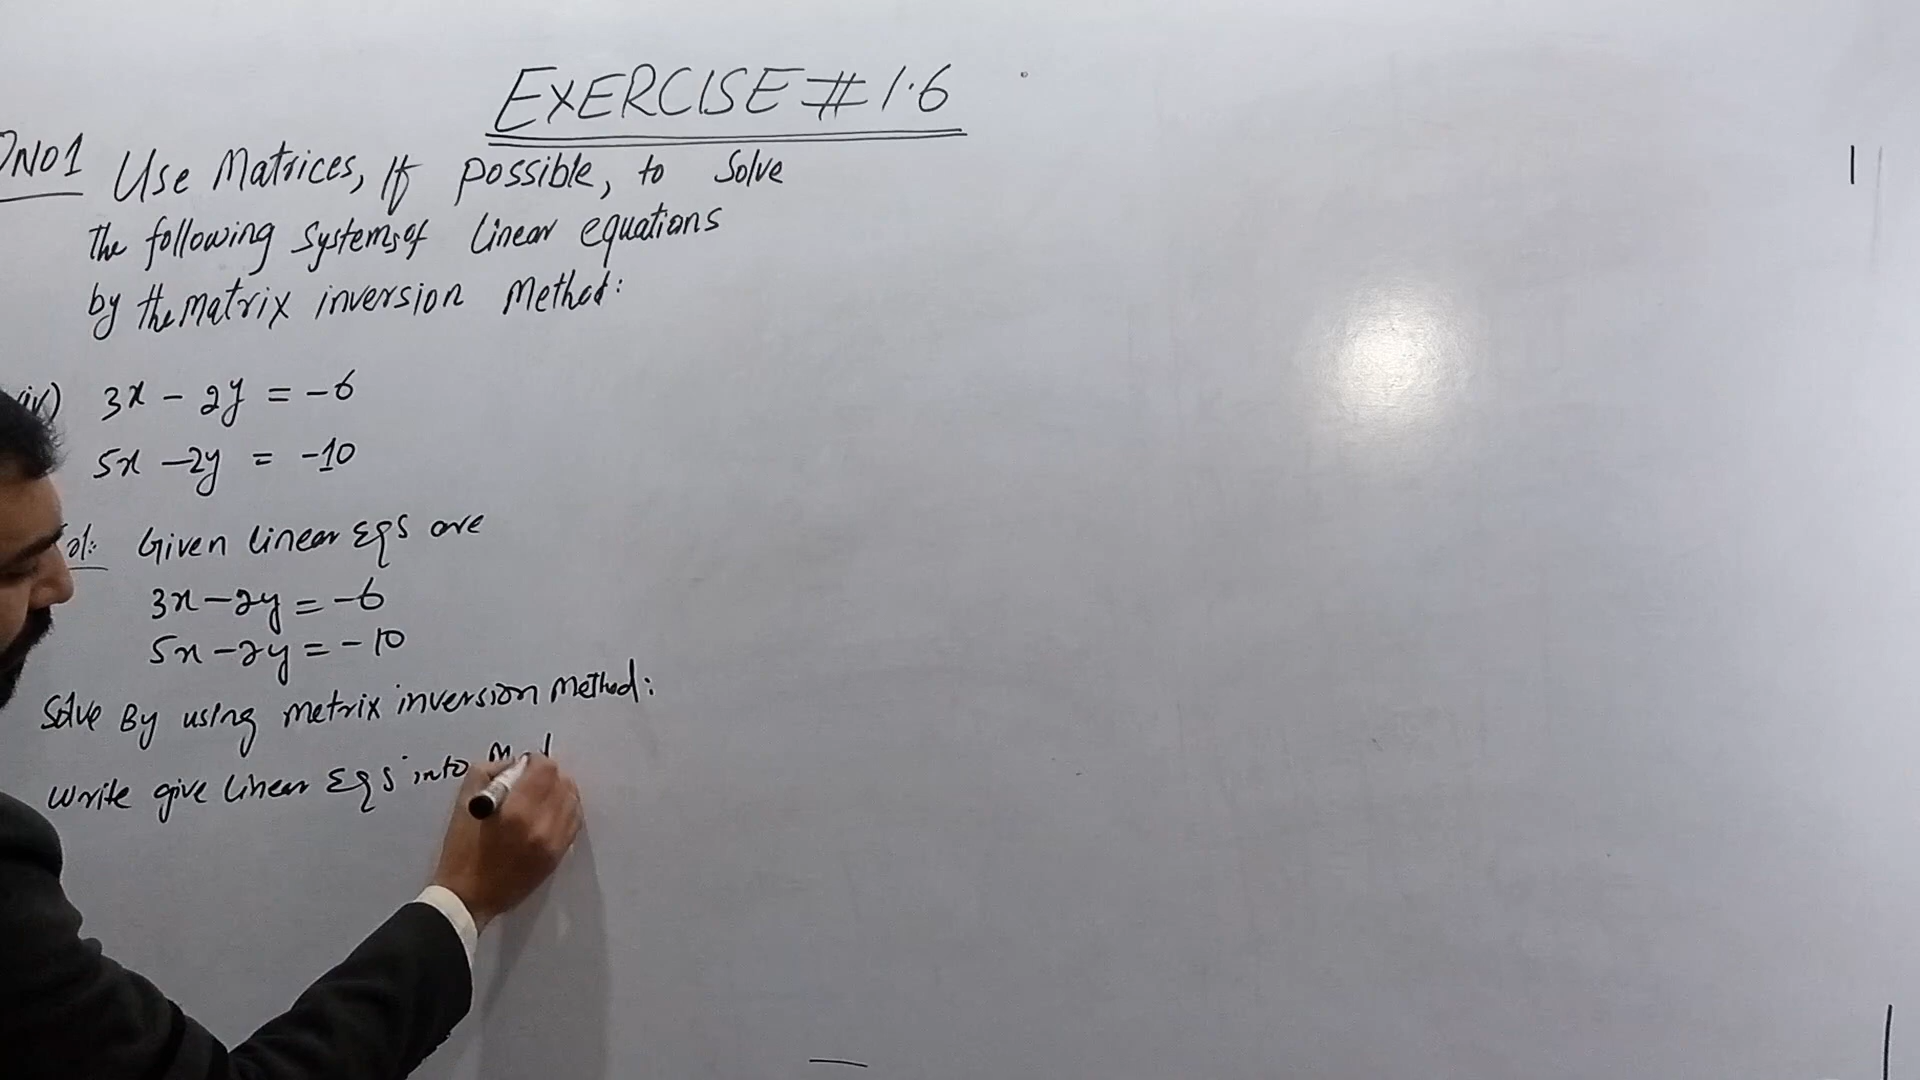 EXERCISE # 1.6
QNO1 Use Matrices, If possible, to Solve
the following systems of linear equations
by the Matrix inversion Method:
iv) 3x - 2y = -6
5x - 2y = -10
Sol: Given linear Eqs are
3x - 2y = -6
5x - 2y = -10
Solve By using metrix inversion Method:
Write give linear Eqs into